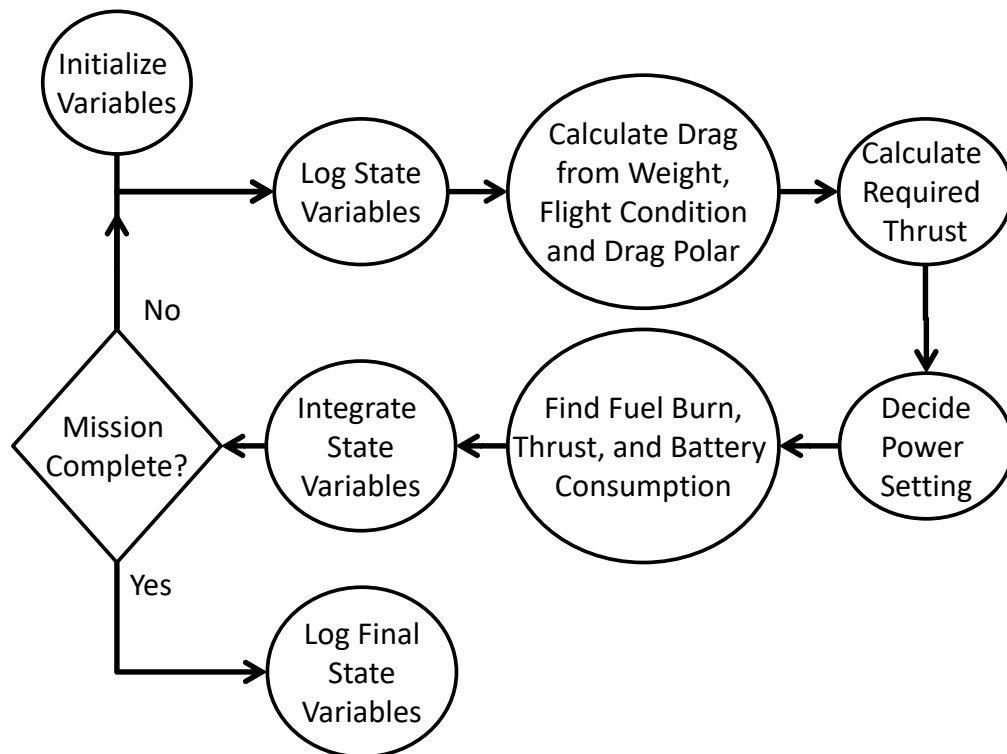 Initialize
Variables
Log State
Variables
Calculate Drag
from Weight,
Flight Condition
and Drag Polar
Calculate
Required
Thrust
No
Mission
Complete?
Integrate
State
Variables
Find Fuel Burn,
Thrust, and Battery
Consumption
Decide
Power
Setting
Yes
Log Final
State
Variables